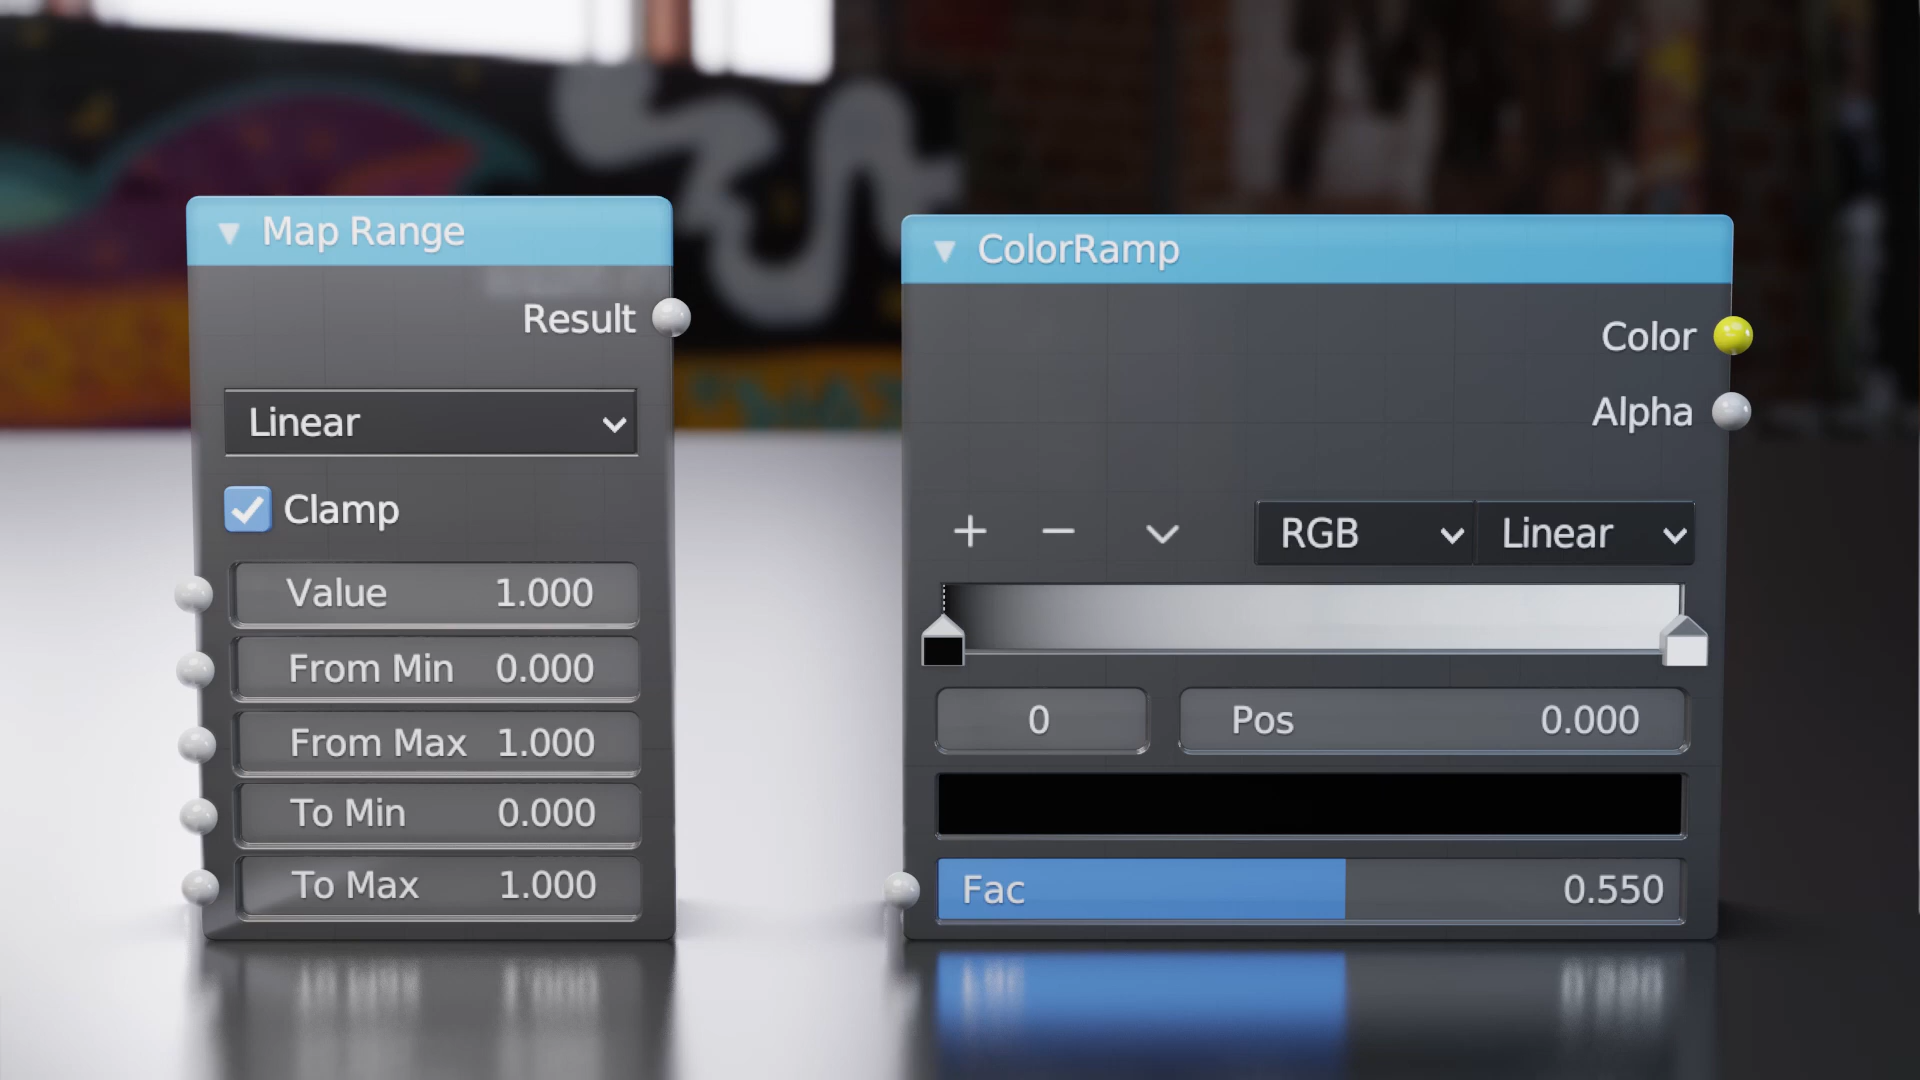 Map Range
Result
Linear
Clamp
Value 1.000
From Min 0.000
From Max 1.000
To Min 0.000
To Max 1.000
ColorRamp
Color
Alpha
RGB Linear
0 Pos 0.000
Fac 0.550